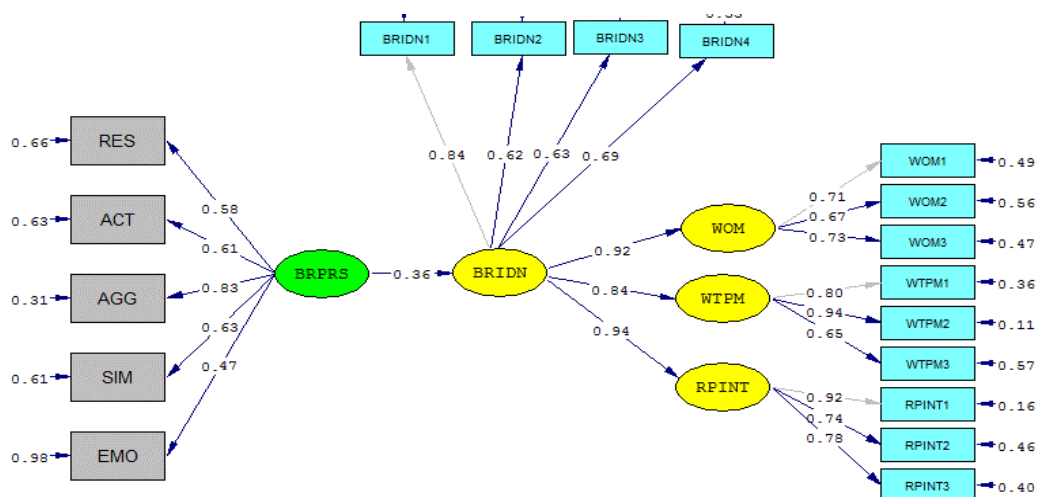 BRIDN1
BRIDN2
BRIDN3
BRIDN4
0.84
0.62
0.63
0.69
0.66
RES
0.63
ACT
0.31
AGG
0.61
SIM
0.98
EMO
0.58
0.61
0.83
0.63
0.47
BRPRS
0.36
BRIDN
0.92
0.84
0.94
WOM
WTPM
RPINT
0.71
0.67
0.73
0.80
0.94
0.65
0.92
0.74
0.78
WOM1
0.49
WOM2
0.56
WOM3
0.47
WTPM1
0.36
WTPM2
0.11
WTPM3
0.57
RPINT1
0.16
RPINT2
0.46
RPINT3
0.40